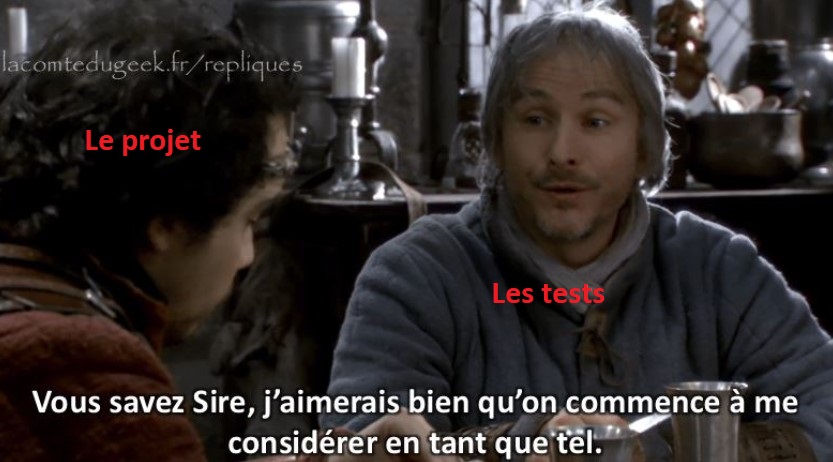 lacomtedugeek.fr/repliques
Le projet
Les tests
Vous savez Sire, j’aimerais bien qu’on commence à me
considérer en tant que tel.